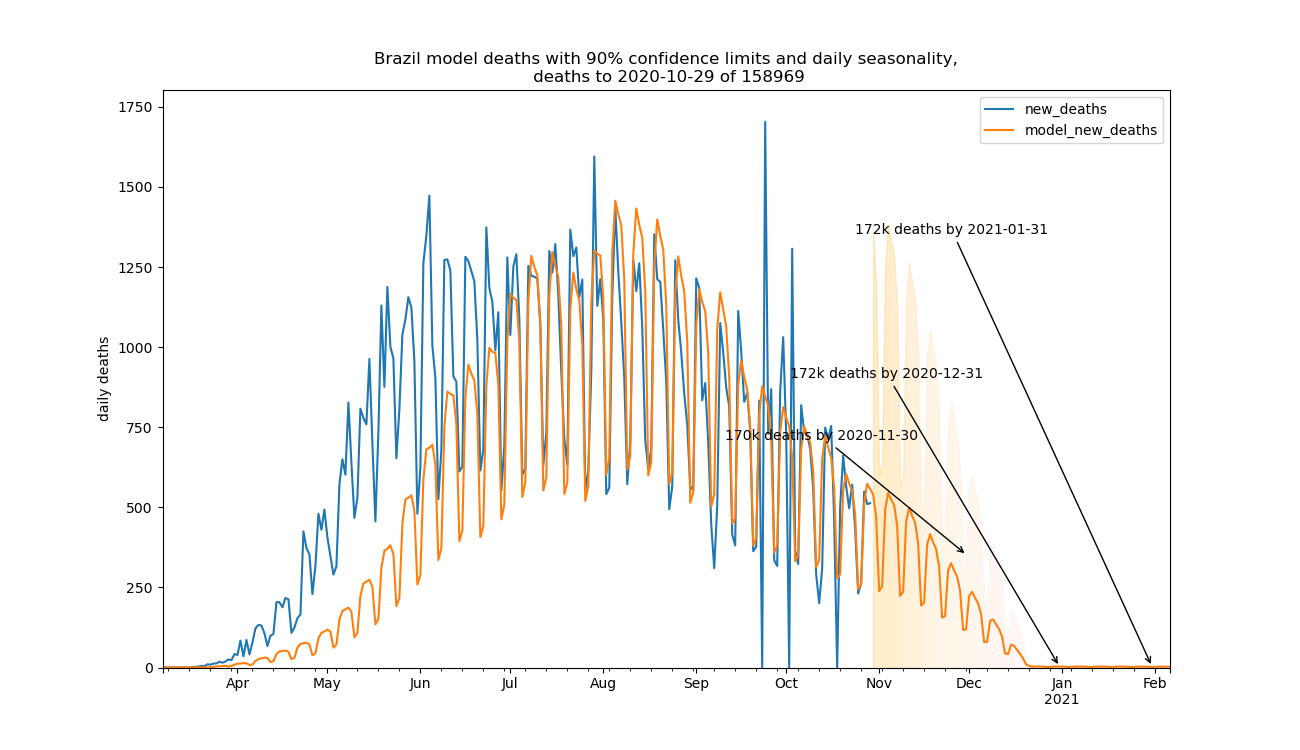 Brazil model deaths with 90% confidence limits and daily seasonality,
deaths to 2020-10-29 of 158969
new_deaths
model_new_deaths
daily deaths
1750
1500
1250
1000
750
500
250
0
172k deaths by 2021-01-31
172k deaths by 2020-12-31
170k deaths by 2020-11-30
Apr May Jun Jul Aug Sep Oct Nov Dec Jan Feb
2021